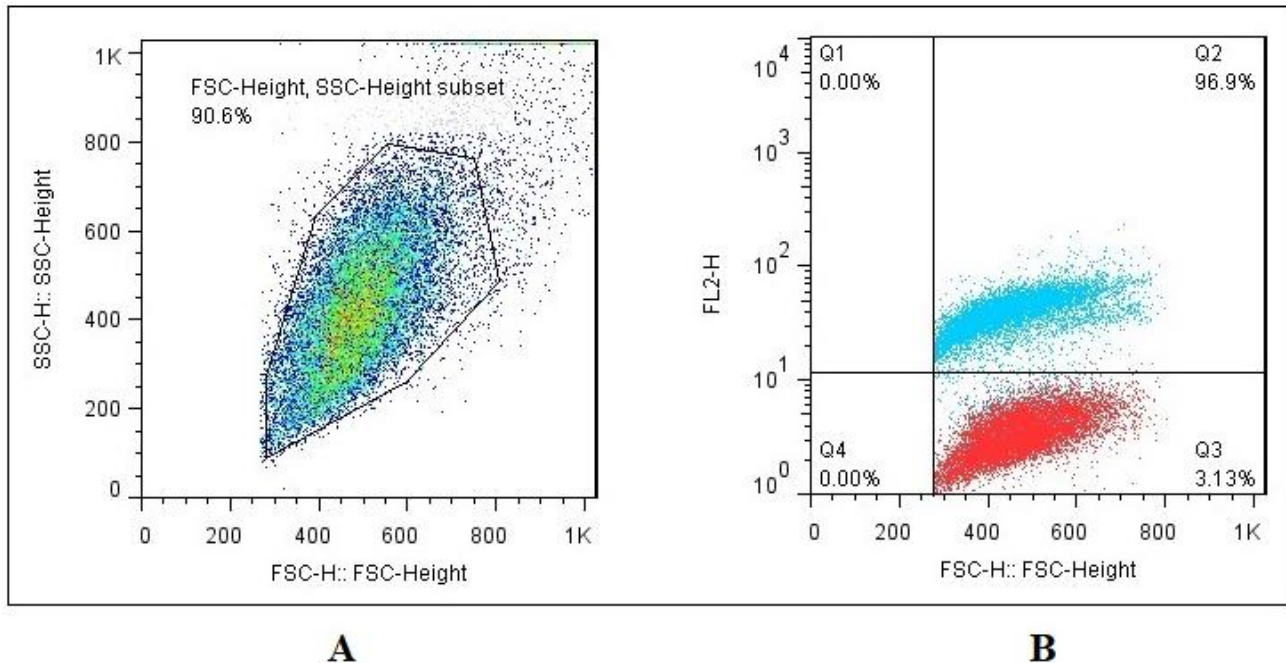 FSC-Height, SSC-Height subset
90.6%
1K
800
600
400
200
0
SSC-H:: SSC-Height
0 200 400 600 800 1K
FSC-H:: FSC-Height
A
Q1
0.00%
Q2
96.9%
Q4
0.00%
Q3
3.13%
10^4
10^3
10^2
10^1
10^0
FL2-H
0 200 400 600 800 1K
FSC-H:: FSC-Height
B